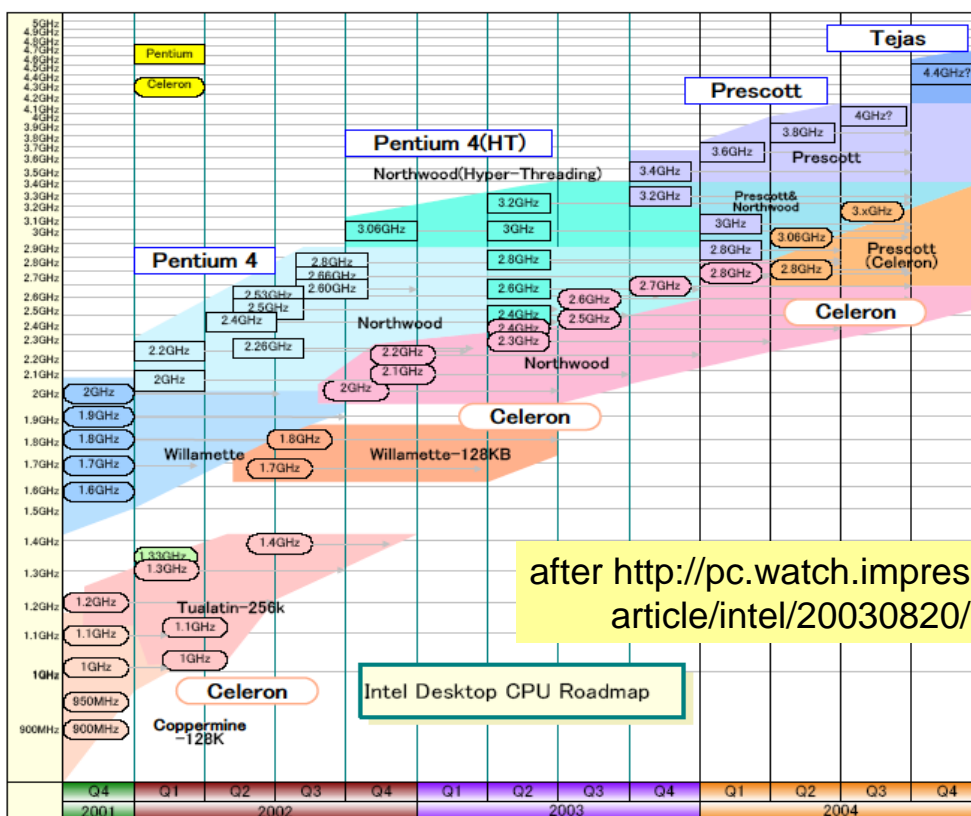 5GHz
4.9GHz
4.8GHz
4.7GHz
4.6GHz
4.5GHz
4.4GHz
4.3GHz
4.2GHz
4.1GHz
4GHz
3.9GHz
3.8GHz
3.7GHz
3.6GHz
3.5GHz
3.4GHz
3.3GHz
3.2GHz
3.1GHz
3GHz
2.9GHz
2.8GHz
2.7GHz
2.6GHz
2.5GHz
2.4GHz
2.3GHz
2.2GHz
2.1GHz
2GHz
1.9GHz
1.8GHz
1.7GHz
1.6GHz
1.5GHz
1.4GHz
1.3GHz
1.2GHz
1.1GHz
1GHz
900MHz
Pentium
Celeron
Tejas
4.4GHz?
Prescott
4GHz?
3.8GHz
3.6GHz
Prescott
Pentium 4(HT)
Northwood(Hyper-Threading)
3.4GHz
3.2GHz
3.2GHz
Prescott&
Northwood
3.xGHz
3.06GHz
3GHz
3GHz
3.06GHz
2.8GHz
Prescott
(Celeron)
Pentium 4
2.8GHz
2.66GHz
2.60GHz
2.8GHz
2.8GHz
2.8GHz
2.53GHz
2.5GHz
2.4GHz
2.6GHz
2.7GHz
2.6GHz
2.5GHz
Celeron
Northwood
2.4GHz
2.4GHz
2.3GHz
2.2GHz
2.26GHz
2.2GHz
2.1GHz
Northwood
2GHz
2GHz
2GHz
1.9GHz
Celeron
1.8GHz
1.8GHz
Willamette
Willamette-128KB
1.7GHz
1.7GHz
1.6GHz
1.4GHz
1.33GHz
1.3GHz
1.2GHz
Tualatin-256k
1.1GHz
1.1GHz
1GHz
1GHz
Celeron
950MHz
900MHz
Coppermine
-128K
after http://pc.watch.impres
article/intel/20030820/
Intel Desktop CPU Roadmap
Q4 Q1 Q2 Q3 Q4 Q1 Q2 Q3 Q4 Q1 Q2 Q3 Q4
2001 2002 2003 2004